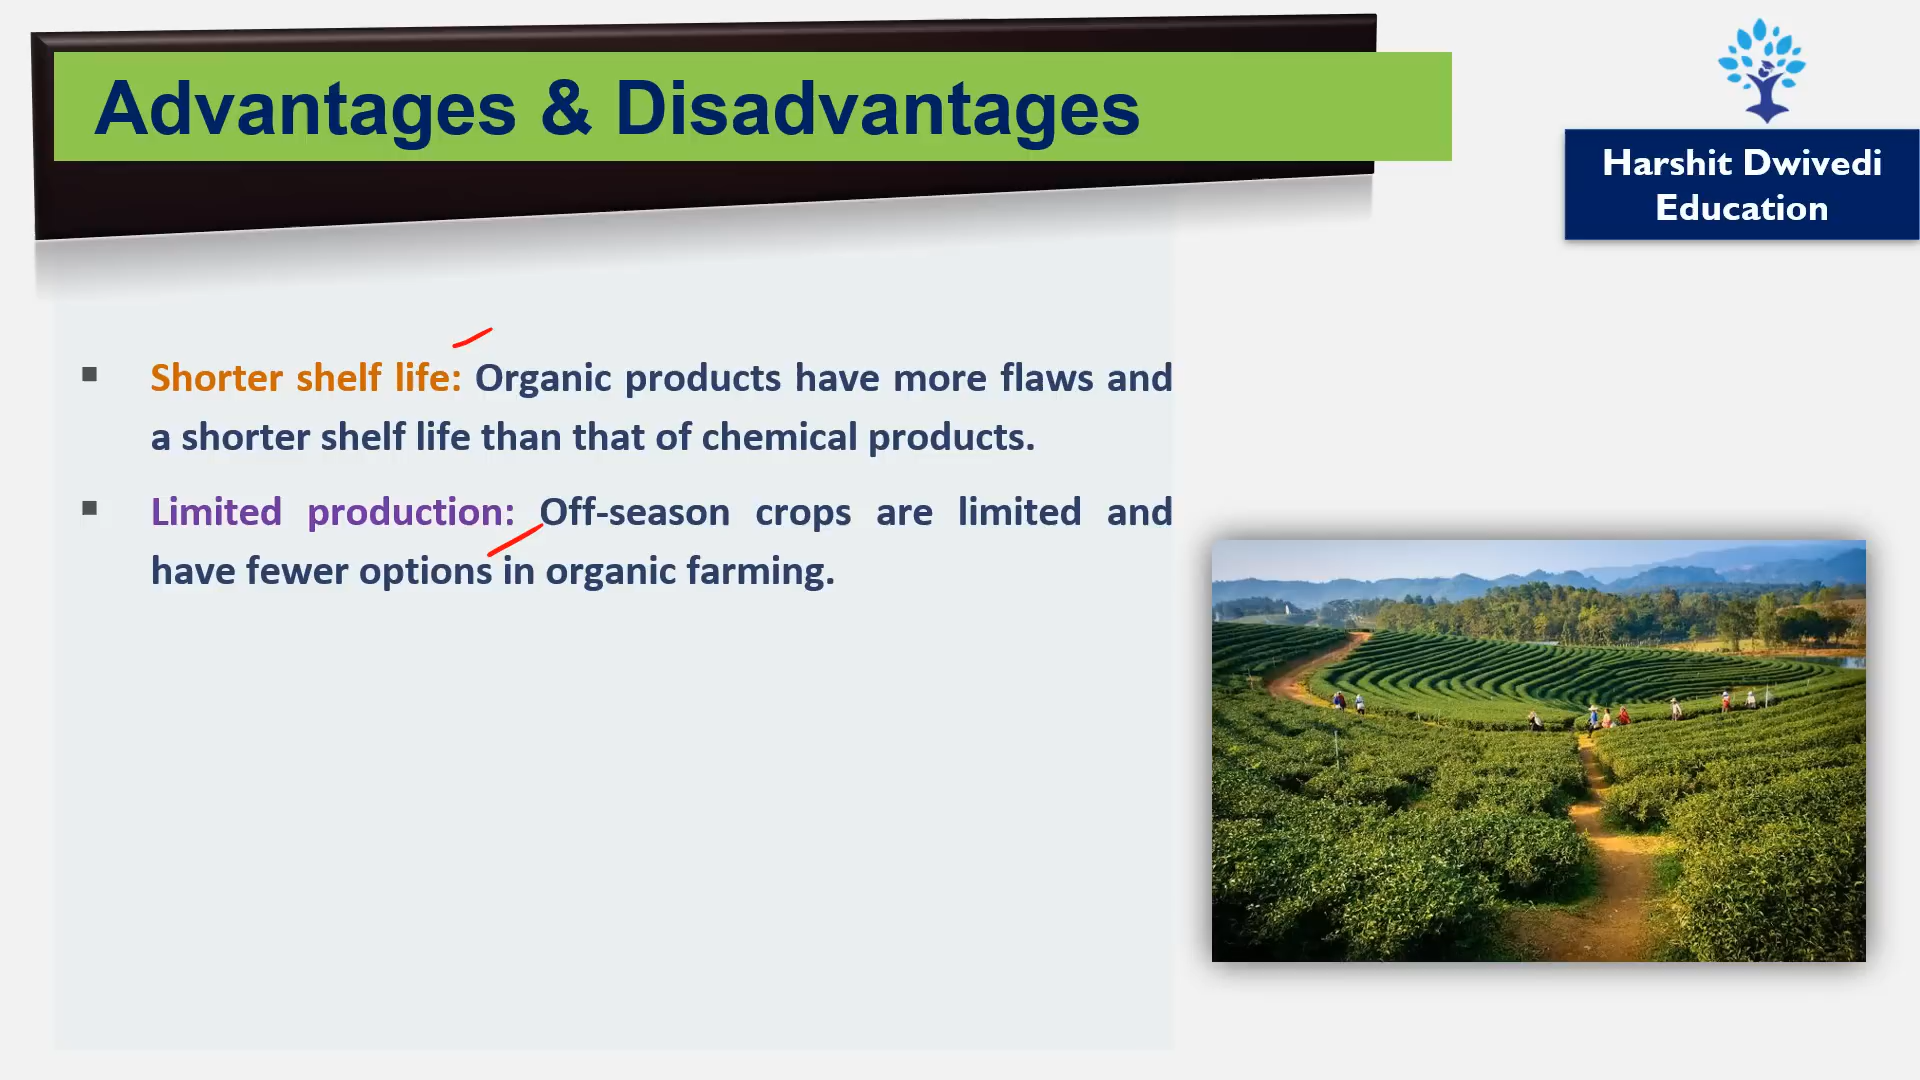 Advantages & Disadvantages
Harshit Dwivedi
Education
▪ Shorter shelf life: Organic products have more flaws and
a shorter shelf life than that of chemical products.
▪ Limited production: Off-season crops are limited and
have fewer options in organic farming.